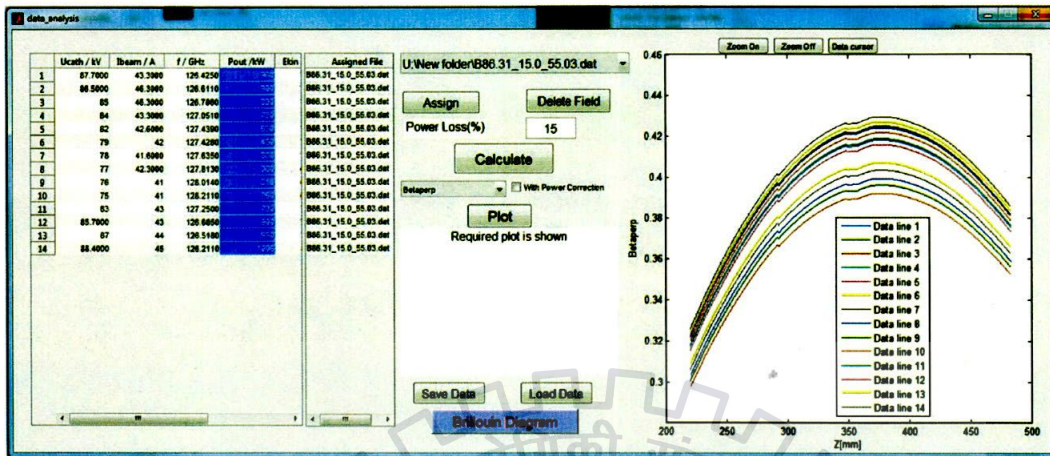 data_analysis
Zoom On Zoom Off Data cursor
Ucath / kV Ibeam / A f / GHz Pout /kW Ekin
1 87.7000 43.3000 126.4250
2 86.5000 46.3000 126.6110
3 85 46.3000 126.7880
4 84 43.3000 127.0510
5 82 42.6000 127.4390
6 79 42 127.4280
7 78 41.6000 127.6350
8 77 42.3000 127.8130
9 76 41 126.0140
10 75 41 126.2110
11 83 43 127.2500
12 85.7000 43 126.6850
13 87 44 126.5180
14 88.4000 45 126.2110
Assigned File
B86.31_15.0_55.03.dat
B86.31_15.0_55.03.dat
B86.31_15.0_55.03.dat
B86.31_15.0_55.03.dat
B86.31_15.0_55.03.dat
B86.31_15.0_55.03.dat
B86.31_15.0_55.03.dat
B86.31_15.0_55.03.dat
B86.31_15.0_55.03.dat
B86.31_15.0_55.03.dat
B86.31_15.0_55.03.dat
B86.31_15.0_55.03.dat
B86.31_15.0_55.03.dat
B86.31_15.0_55.03.dat
U:\New folder\B86.31_15.0_55.03.dat
Assign Delete Field
Power Loss(%) 15
Calculate
Betaperp With Power Correction
Plot
Required plot is shown
Save Data Load Data
Brillouin Diagram
0.46
0.44
0.42
0.4
0.38
0.36
0.34
0.32
0.3
Betaperp
Data line 1
Data line 2
Data line 3
Data line 4
Data line 5
Data line 6
Data line 7
Data line 8
Data line 9
Data line 10
Data line 11
Data line 12
Data line 13
Data line 14
200 250 300 350 400 450 500
Z[mm]